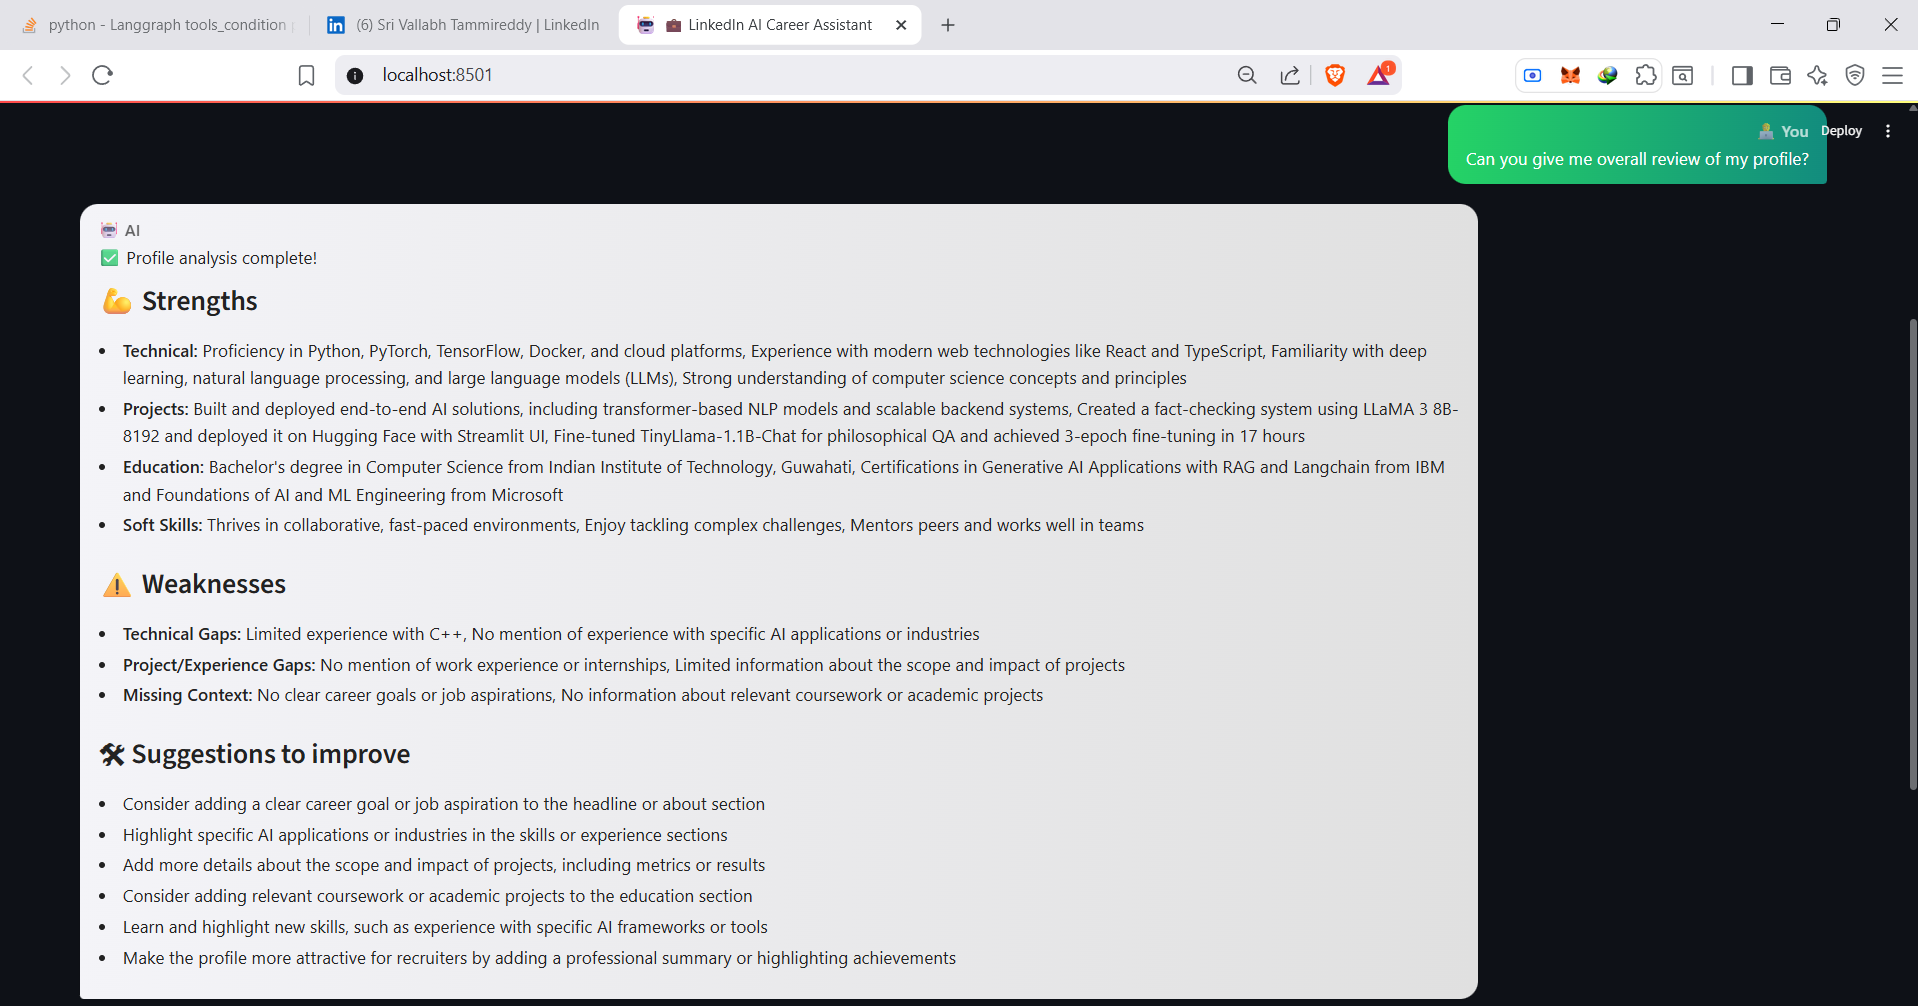 python - Langgraph tools_condition
(6) Sri Vallabh Tammireddy | LinkedIn
LinkedIn AI Career Assistant
localhost:8501
1
You
Deploy
Can you give me overall review of my profile?
AI
Profile analysis complete!
Strengths
• Technical: Proficiency in Python, PyTorch, TensorFlow, Docker, and cloud platforms, Experience with modern web technologies like React and TypeScript, Familiarity with deep
learning, natural language processing, and large language models (LLMs), Strong understanding of computer science concepts and principles
• Projects: Built and deployed end-to-end AI solutions, including transformer-based NLP models and scalable backend systems, Created a fact-checking system using LLaMA 3 8B-
8192 and deployed it on Hugging Face with Streamlit UI, Fine-tuned TinyLlama-1.1B-Chat for philosophical QA and achieved 3-epoch fine-tuning in 17 hours
• Education: Bachelor's degree in Computer Science from Indian Institute of Technology, Guwahati, Certifications in Generative AI Applications with RAG and Langchain from IBM
and Foundations of AI and ML Engineering from Microsoft
• Soft Skills: Thrives in collaborative, fast-paced environments, Enjoy tackling complex challenges, Mentors peers and works well in teams
Weaknesses
• Technical Gaps: Limited experience with C++, No mention of experience with specific AI applications or industries
• Project/Experience Gaps: No mention of work experience or internships, Limited information about the scope and impact of projects
• Missing Context: No clear career goals or job aspirations, No information about relevant coursework or academic projects
Suggestions to improve
• Consider adding a clear career goal or job aspiration to the headline or about section
• Highlight specific AI applications or industries in the skills or experience sections
• Add more details about the scope and impact of projects, including metrics or results
• Consider adding relevant coursework or academic projects to the education section
• Learn and highlight new skills, such as experience with specific AI frameworks or tools
• Make the profile more attractive for recruiters by adding a professional summary or highlighting achievements